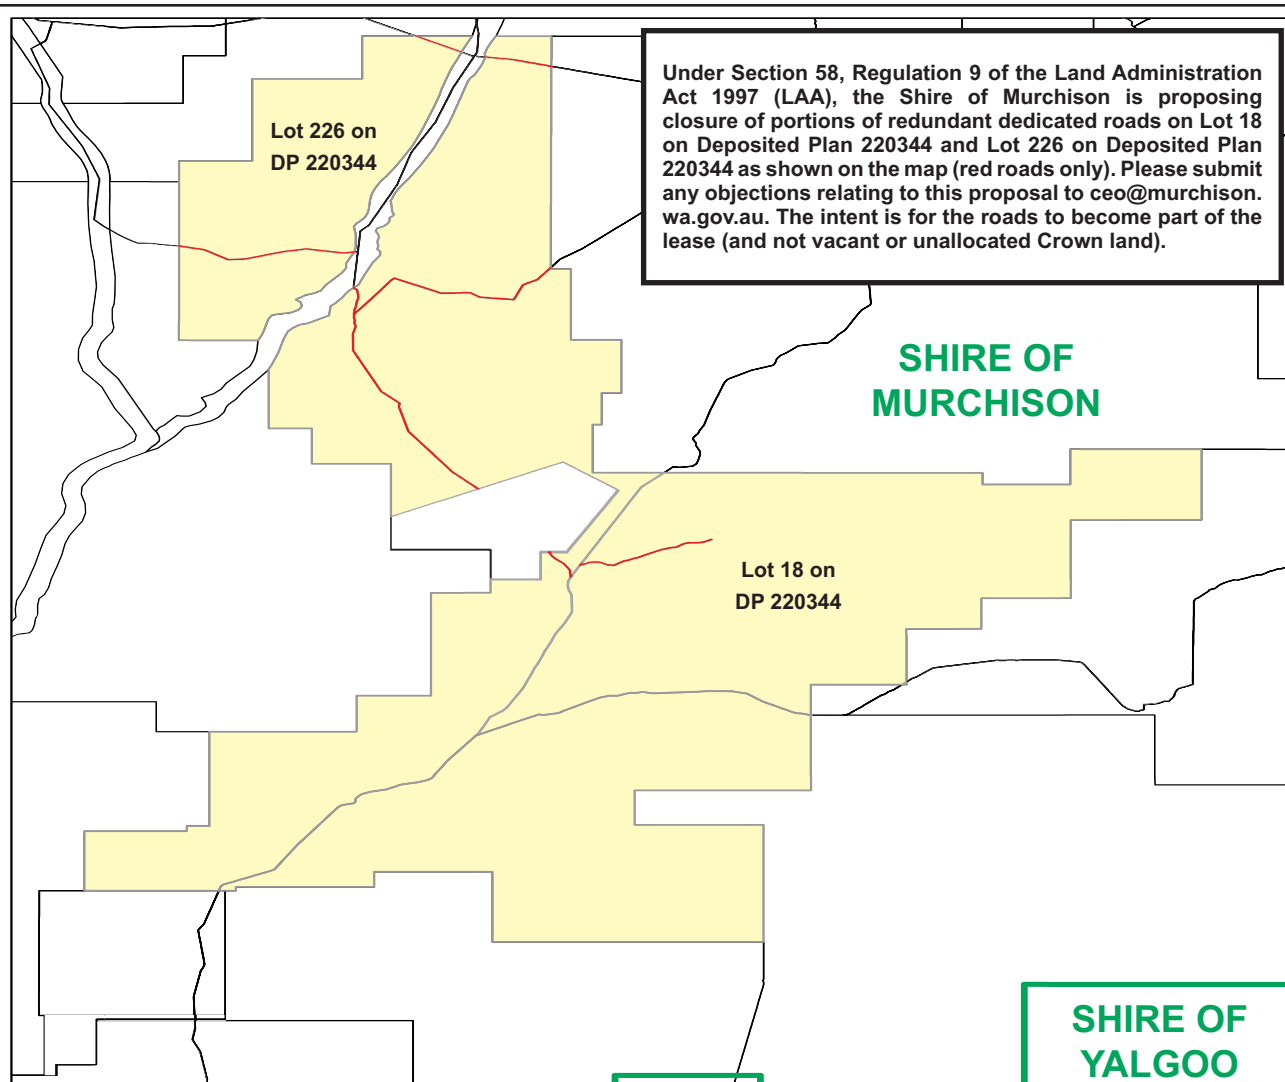 Under Section 58, Regulation 9 of the Land Administration
Act 1997 (LAA), the Shire of Murchison is proposing
closure of portions of redundant dedicated roads on Lot 18
on Deposited Plan 220344 and Lot 226 on Deposited Plan
220344 as shown on the map (red roads only). Please submit
any objections relating to this proposal to ceo@murchison.
wa.gov.au. The intent is for the roads to become part of the
lease (and not vacant or unallocated Crown land).
Lot 226 on
DP 220344
SHIRE OF
MURCHISON
Lot 18 on
DP 220344
SHIRE OF
YALGOO